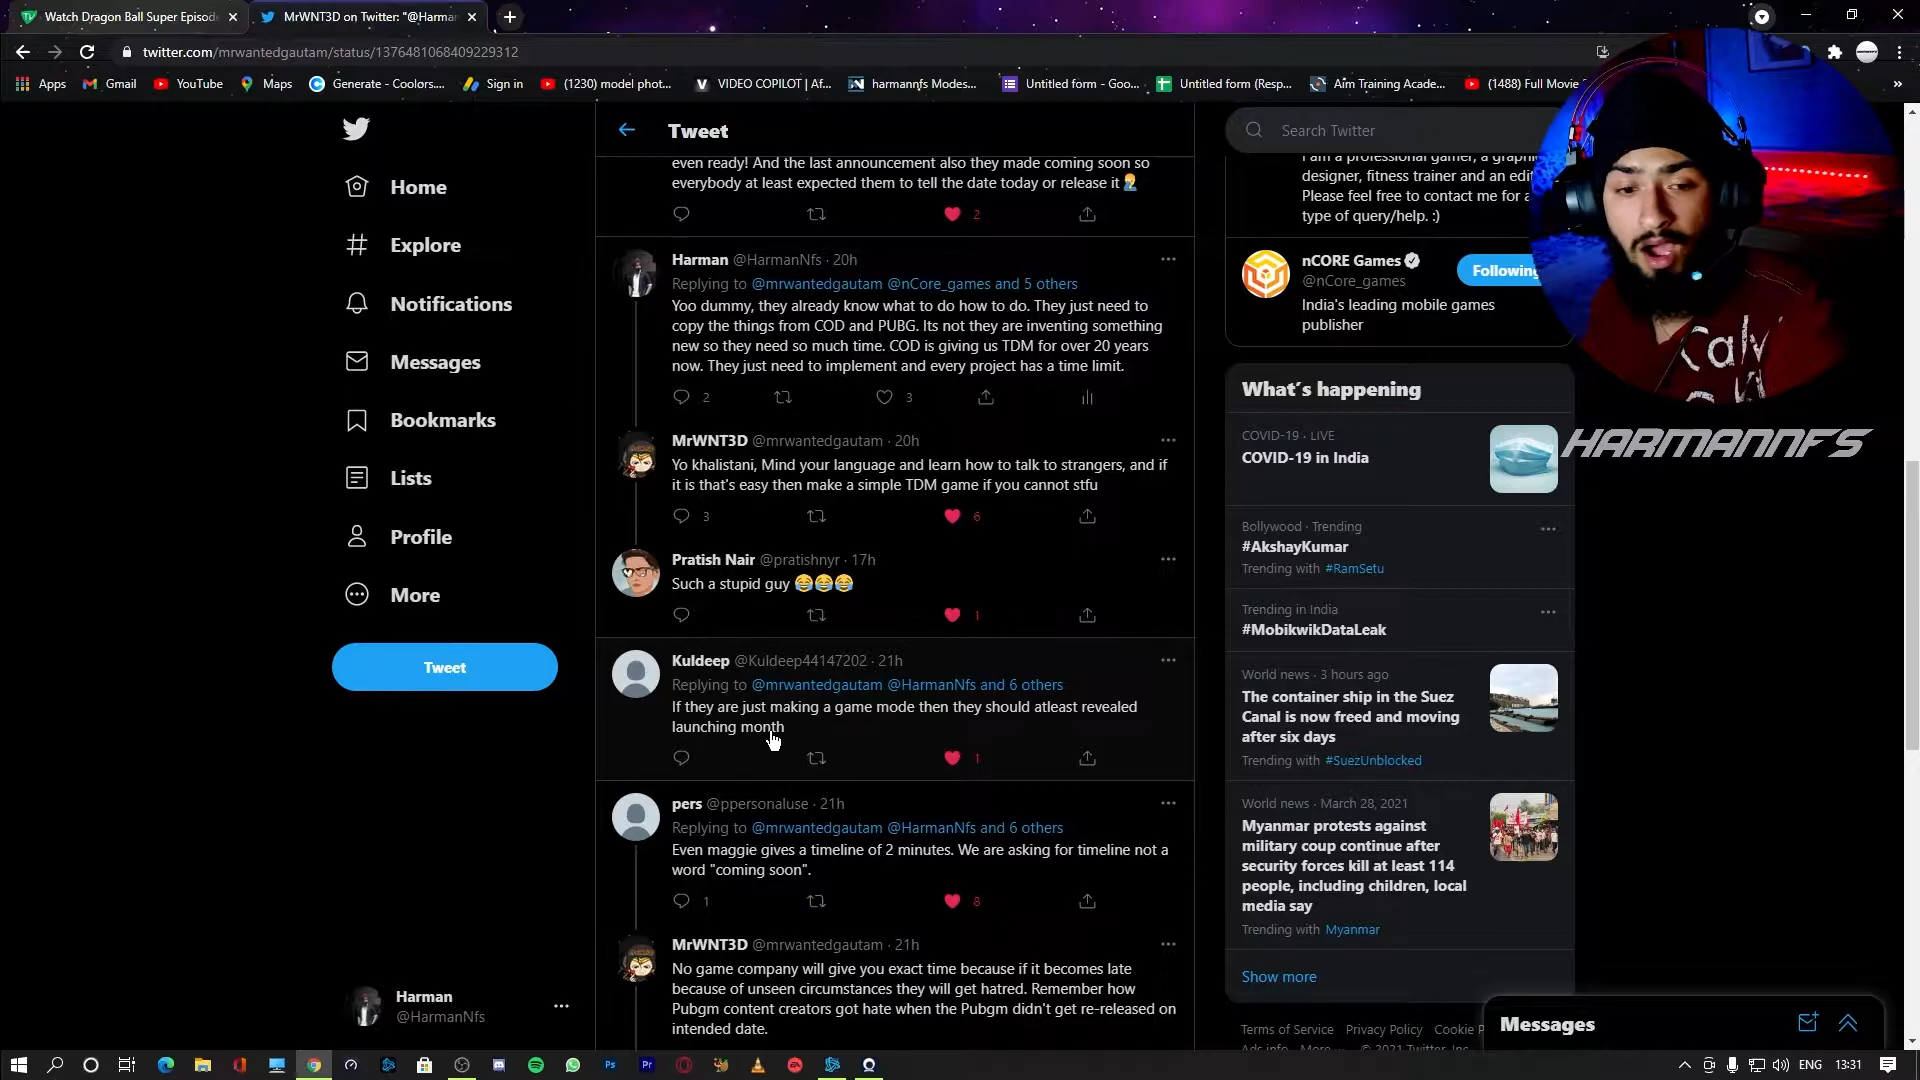 Watch Dragon Ball Super Episod
MrWNT3D on Twitter: "@Harman
twitter.com/mrwantedgautam/status/1376481068409229312
Apps
Gmail
YouTube
Maps
Generate - Coolors....
Sign in
(1230) model phot...
VIDEO COPILOT | Af...
harmannfs Modes...
Untitled form - Goo...
Untitled form (Resp...
Aim Training Acade...
(1488) Full Movie
Home
Explore
Notifications
Messages
Bookmarks
Lists
Profile
More
Tweet
Harman
@HarmanNfs
Tweet
even ready! And the last announcement also they made coming soon so
everybody at least expected them to tell the date today or release it
2
Harman @HarmanNfs · 20h
Replying to @mrwantedgautam @nCore_games and 5 others
Yoo dummy, they already know what to do how to do. They just need to
copy the things from COD and PUBG. Its not they are inventing something
new so they need so much time. COD is giving us TDM for over 20 years
now. They just need to implement and every project has a time limit.
2 3
MrWNT3D @mrwantedgautam · 20h
Yo khalistani, Mind your language and learn how to talk to strangers, and if
it is that's easy then make a simple TDM game if you cannot stfu
3 6
Pratish Nair @pratishnyr · 17h
Such a stupid guy 😂😂😂
1
Kuldeep @Kuldeep44147202 · 21h
Replying to @mrwantedgautam @HarmanNfs and 6 others
If they are just making a game mode then they should atleast revealed
launching month
1
pers @ppersonaluse · 21h
Replying to @mrwantedgautam @HarmanNfs and 6 others
Even maggie gives a timeline of 2 minutes. We are asking for timeline not a
word "coming soon".
1 8
MrWNT3D @mrwantedgautam · 21h
No game company will give you exact time because if it becomes late
because of unseen circumstances they will get hatred. Remember how
Pubgm content creators got hate when the Pubgm didn't get re-released on
intended date.
Search Twitter
I am a professional gamer, a graphi
designer, fitness trainer and an edit
Please feel free to contact me for a
type of query/help. :)
nCORE Games
@nCore_games
Following
India's leading mobile games
publisher
What's happening
COVID-19 · LIVE
COVID-19 in India
Bollywood · Trending
#AkshayKumar
Trending with #RamSetu
Trending in India
#MobikwikDataLeak
World news · 3 hours ago
The container ship in the Suez
Canal is now freed and moving
after six days
Trending with #SuezUnblocked
World news · March 28, 2021
Myanmar protests against
military coup continue after
security forces kill at least 114
people, including children, local
media say
Trending with Myanmar
Show more
Terms of Service Privacy Policy Cookie P
Ads info More © 2021 Twitter, Inc.
Messages
HARMANNFS
ENG
13:31